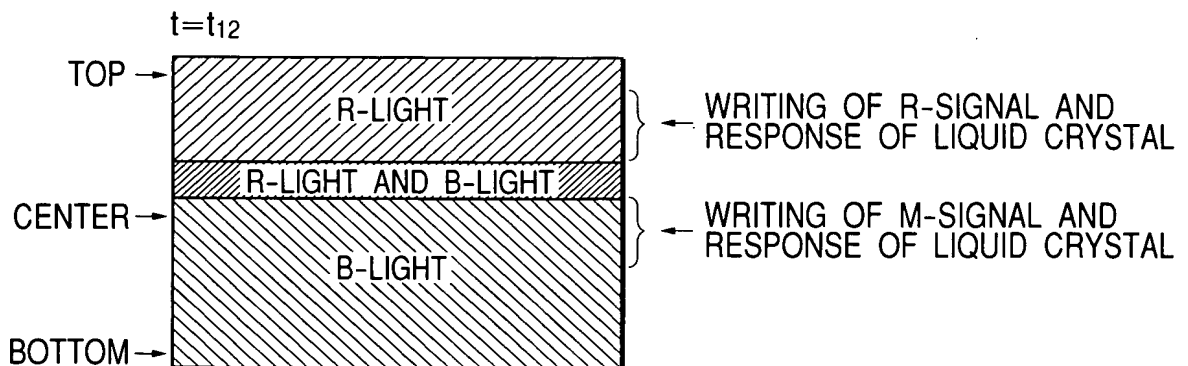 t=t12
TOP
R-LIGHT
WRITING OF R-SIGNAL AND
RESPONSE OF LIQUID CRYSTAL
R-LIGHT AND B-LIGHT
CENTER
WRITING OF M-SIGNAL AND
RESPONSE OF LIQUID CRYSTAL
B-LIGHT
BOTTOM